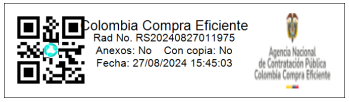 Colombia Compra Eficiente
Rad No. RS20240827011975
Anexos: No Con copia: No
Fecha: 27/08/2024 15:45:03
Agencia Nacional
de Contratación Pública
Colombia Compra Eficiente